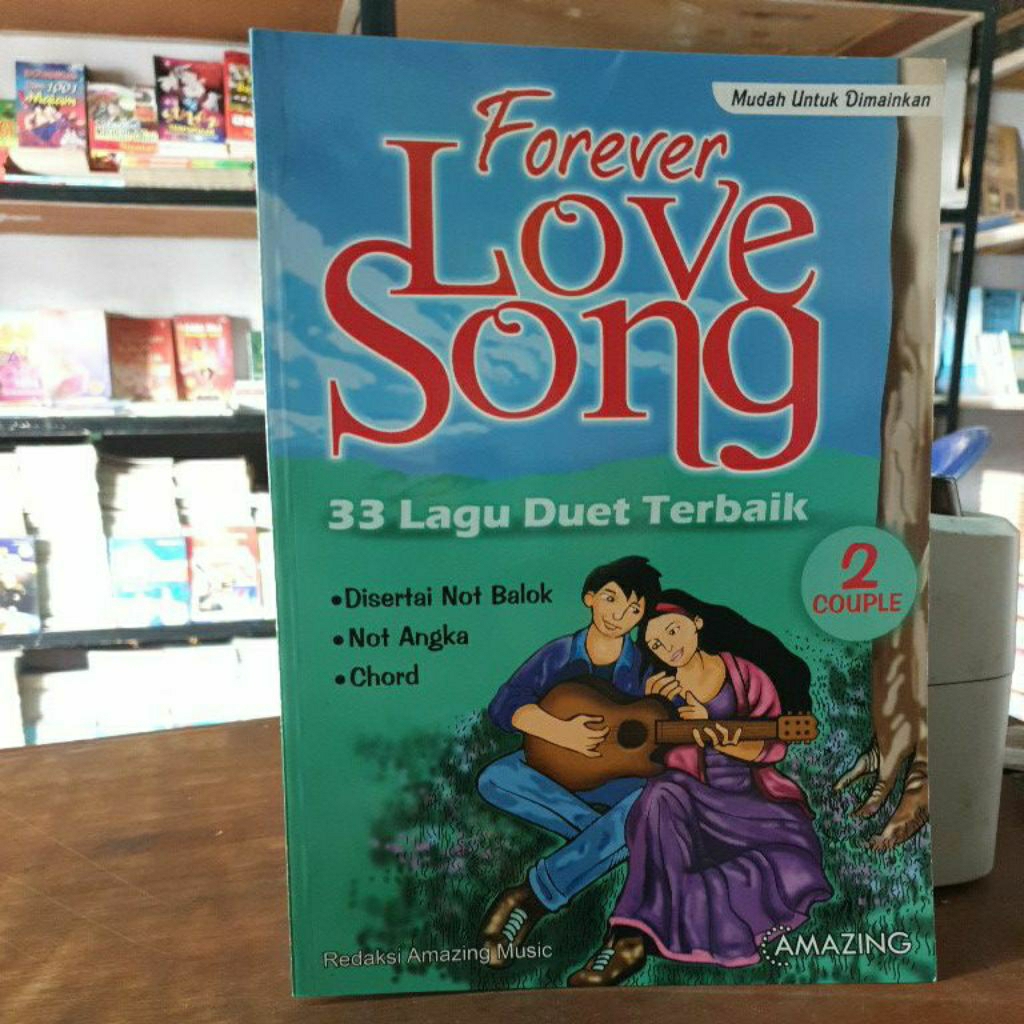 Mudah Untuk Dimainkan
Forever
Love
Song
33 Lagu Duet Terbaik
2
COUPLE
•Disertai Not Balok
•Not Angka
•Chord
Redaksi Amazing Music
AMAZING